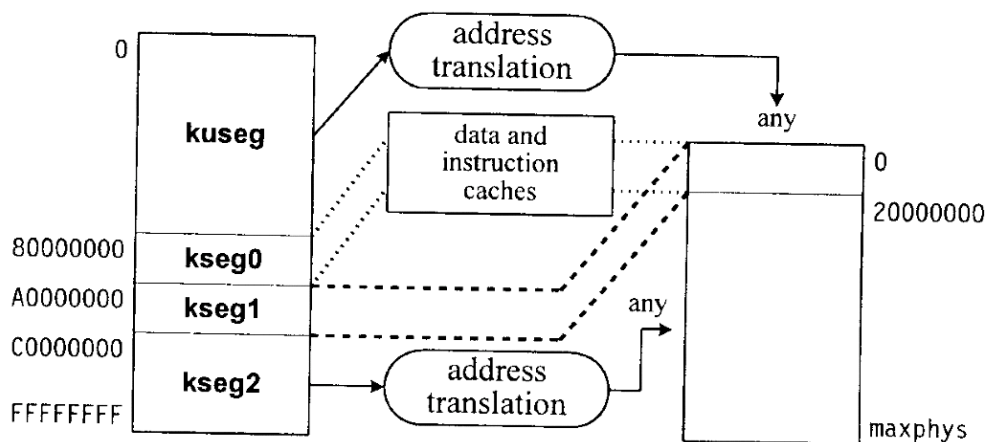 0
address
translation
kuseg
data and
instruction
caches
any
0
20000000
80000000
kseg0
A0000000
kseg1
any
C0000000
kseg2
address
translation
FFFFFFFF
maxphys